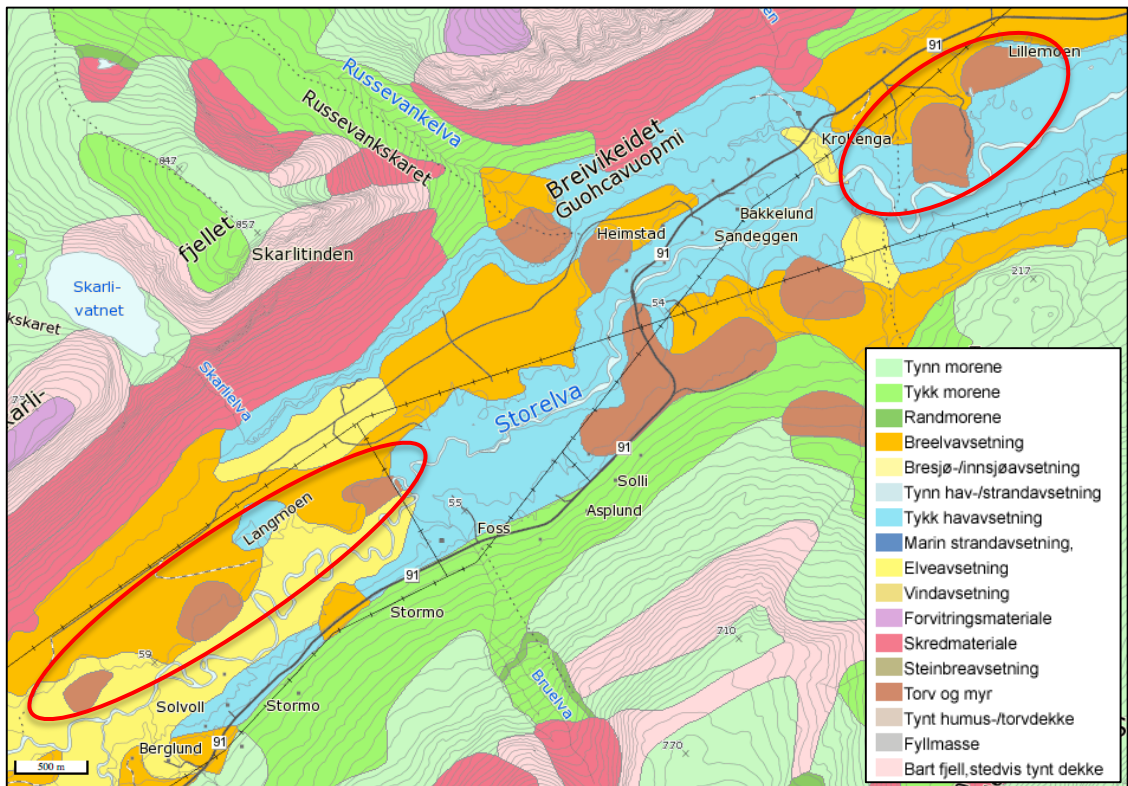 91
Lillemoen
Russevankelva
Russevankskaret
Breivikeidet
Guohcavuopmi
Krokenga
847
857
fjellet
Skarlitinden
Heimstad
Bakkelund
Sandeggen
91
Skarli-
vatnet
kskaret
54
217
Skarlielva
Storelva
91
Solli
Asplund
Langmoen
55
Foss
91
Stormo
710
59
Solvoll
Stormo
Bruelva
Berglund
91
770
500 m
Tynn morene
Tykk morene
Randmorene
Breelvavsetning
Bresjø-/innsjøavsetning
Tynn hav-/strandavsetning
Tykk havavsetning
Marin strandavsetning,
Elveavsetning
Vindavsetning
Forvitringsmateriale
Skredmateriale
Steinbreavsetning
Torv og myr
Tynt humus-/torvdekke
Fyllmasse
Bart fjell,stedvis tynt dekke